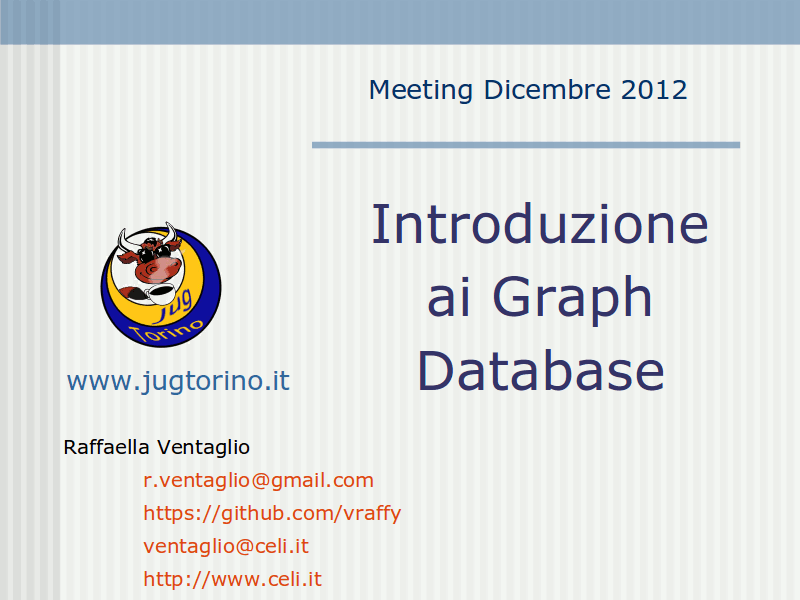 Meeting Dicembre 2012
Introduzione
ai Graph
Database
jug
Torino
www.jugtorino.it
Raffaella Ventaglio
r.ventaglio@gmail.com
https://github.com/vraffy
ventaglio@celi.it
http://www.celi.it